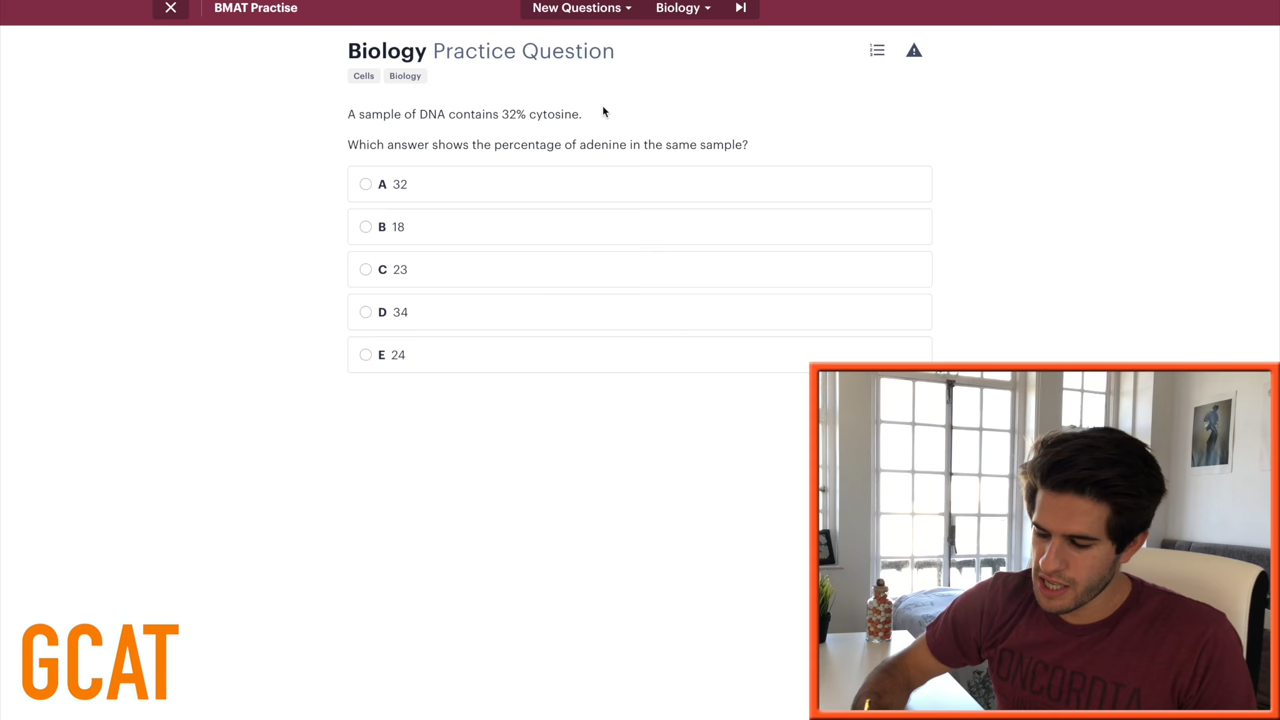 BMAT Practise
New Questions
Biology
Biology Practice Question
Cells
Biology
A sample of DNA contains 32% cytosine.
Which answer shows the percentage of adenine in the same sample?
A 32
B 18
C 23
D 34
E 24
GCAT
CONCORDIA